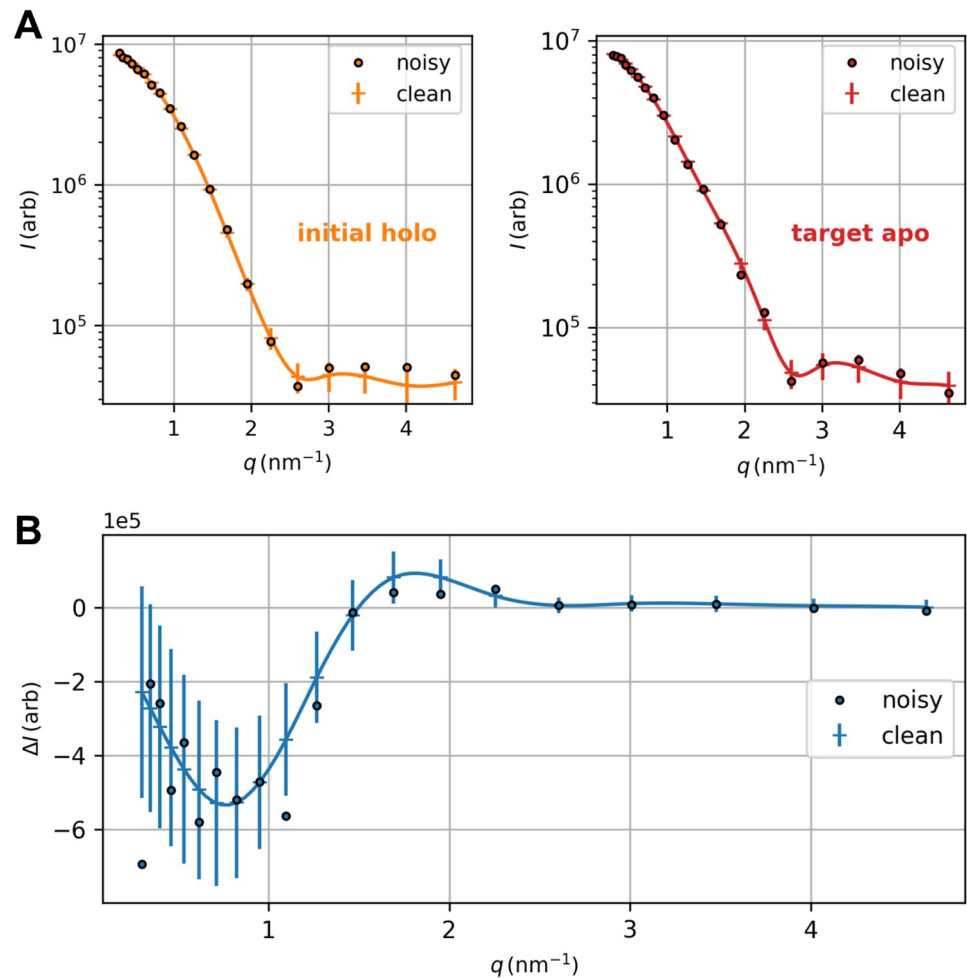 A
10⁷
10⁶
10⁵
I (arb)
noisy
clean
initial holo
1 2 3 4
q (nm⁻¹)
10⁷
10⁶
10⁵
I (arb)
noisy
clean
target apo
1 2 3 4
q (nm⁻¹)
B
1e5
0
−2
−4
−6
ΔI (arb)
noisy
clean
1 2 3 4
q (nm⁻¹)